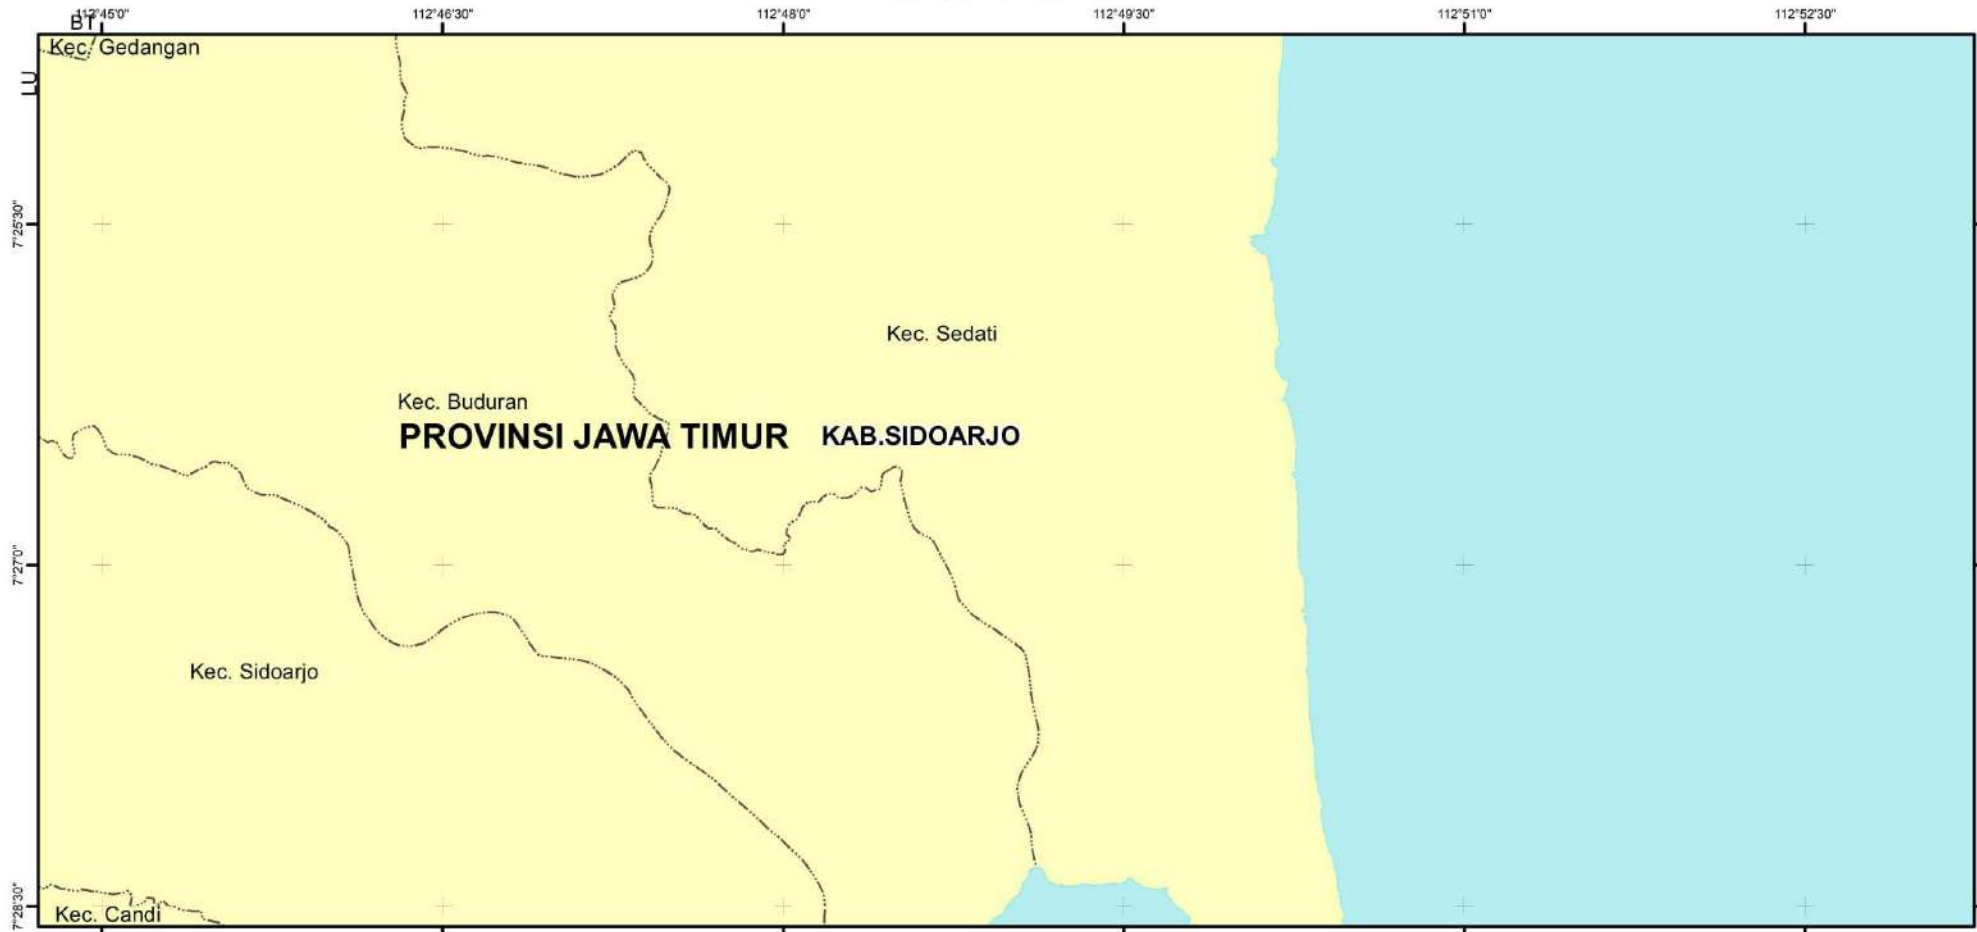 112°45'0" 112°46'30" 112°48'0" 112°49'30" 112°51'0" 112°52'30"
BT
Kec. Gedangan
LU
7°25'30"
Kec. Sedati
Kec. Buduran
PROVINSI JAWA TIMUR KAB.SIDOARJO
7°27'0"
Kec. Sidoarjo
7°28'30"
Kec. Candi